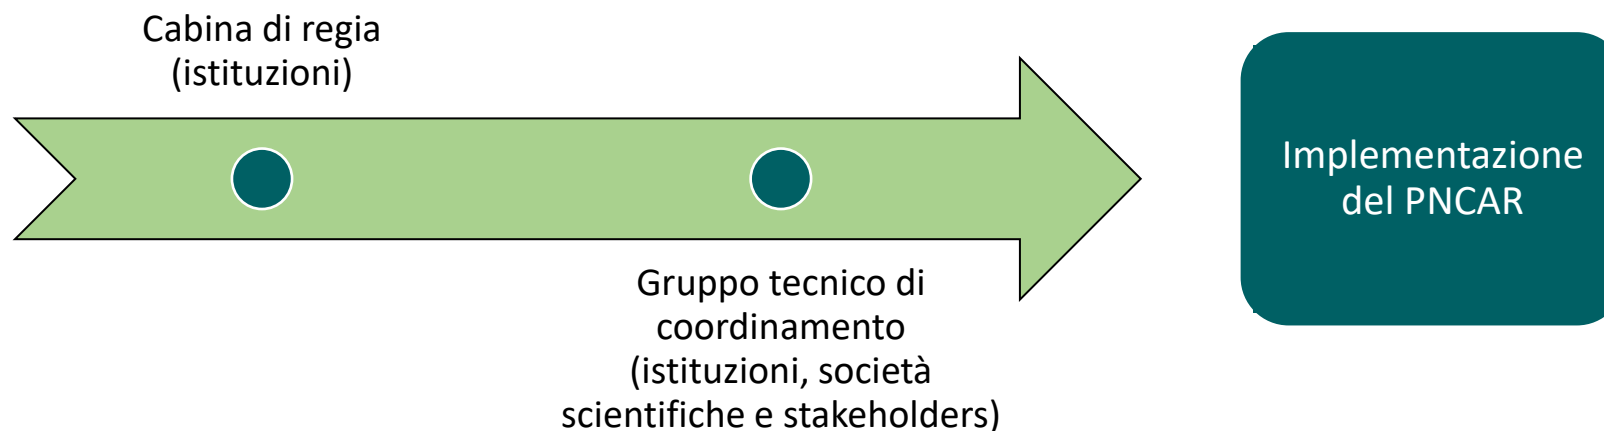 Cabina di regia
(istituzioni)
Gruppo tecnico di
coordinamento
(istituzioni, società
scientifiche e stakeholders)
Implementazione
del PNCAR